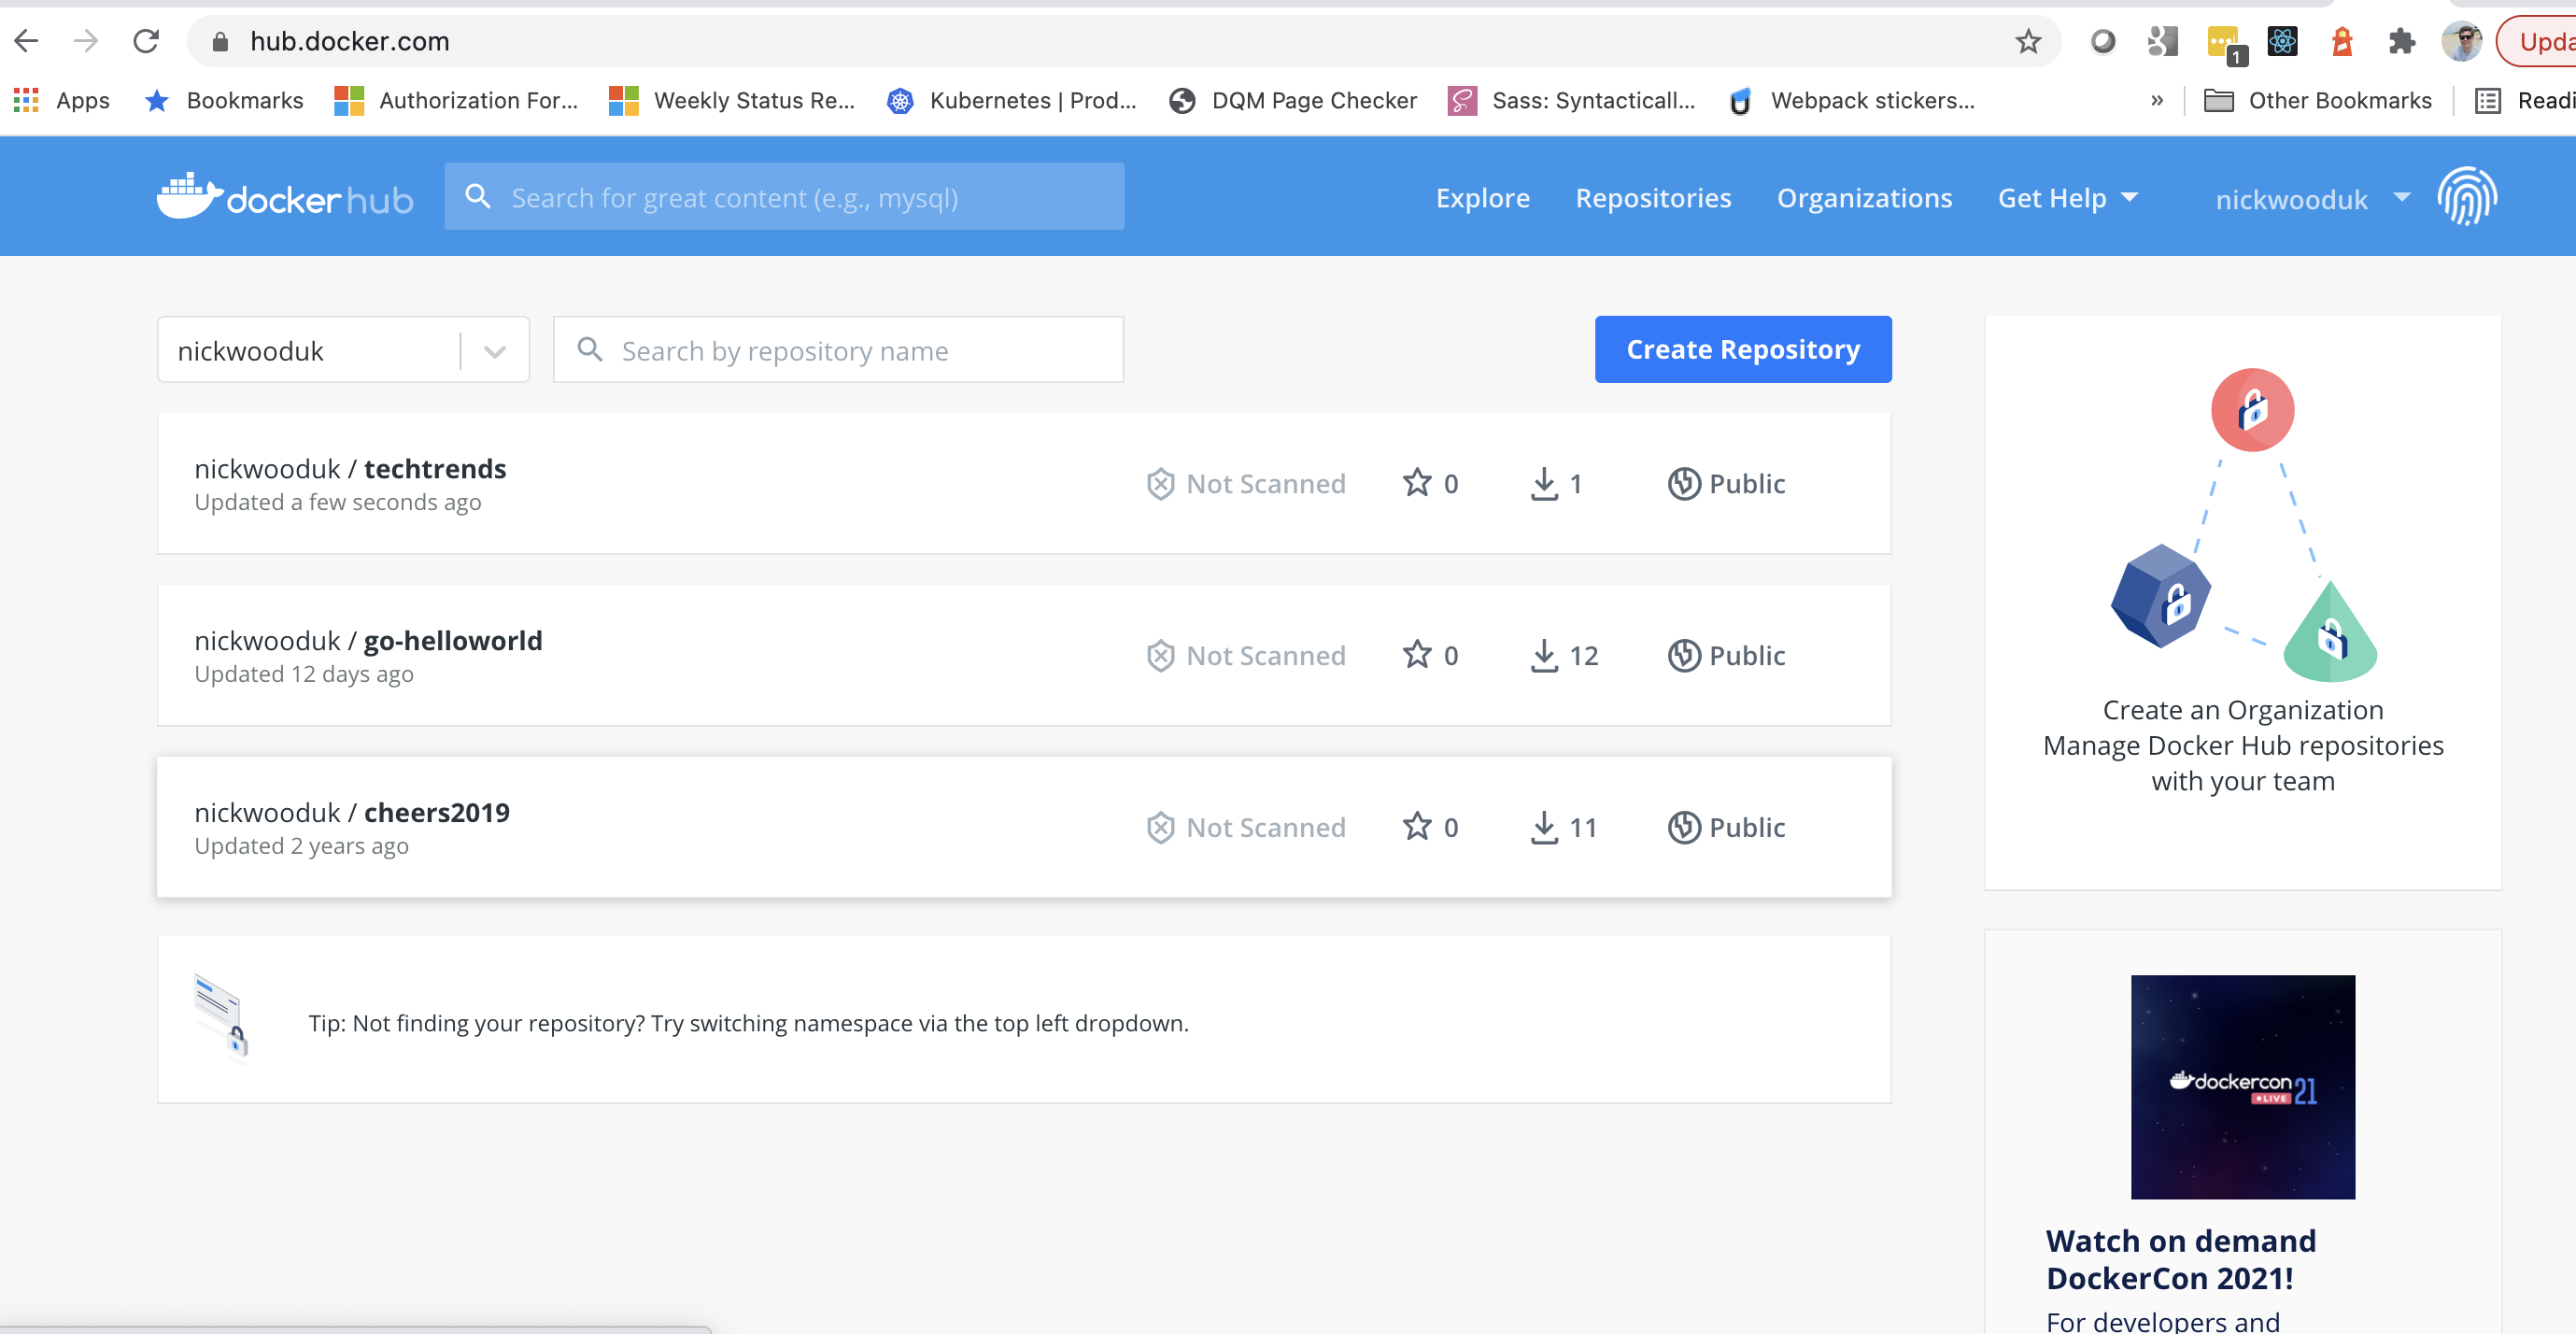 hub.docker.com
1
Upda
Apps
Bookmarks
Authorization For...
Weekly Status Re...
Kubernetes | Prod...
DQM Page Checker
Sass: Syntacticall...
Webpack stickers...
»
Other Bookmarks
Readi
docker hub
Search for great content (e.g., mysql)
Explore
Repositories
Organizations
Get Help
nickwooduk
nickwooduk
Search by repository name
Create Repository
nickwooduk / techtrends
Updated a few seconds ago
Not Scanned
0
1
Public
nickwooduk / go-helloworld
Updated 12 days ago
Not Scanned
0
12
Public
nickwooduk / cheers2019
Updated 2 years ago
Not Scanned
0
11
Public
Tip: Not finding your repository? Try switching namespace via the top left dropdown.
Create an Organization
Manage Docker Hub repositories
with your team
dockercon
LIVE 21
Watch on demand
DockerCon 2021!
For developers and